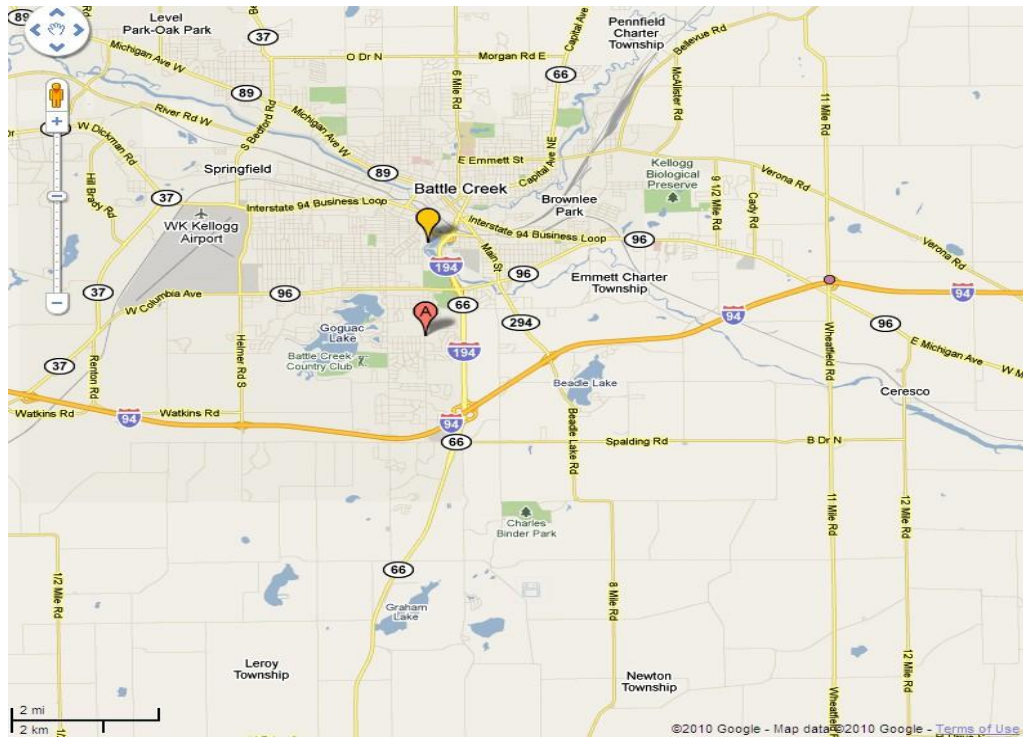 89
Level
Park-Oak Park
37
Michigan Ave W
O Dr N
Morgan Rd E
Capital Ave
Pennfield
Charter
Township
Bellevue Rd
66
6 Mile Rd
McAlister Rd
11 Mile Rd
89
River Rd W
S Bedford Rd
Michigan Ave W
W Dickman Rd
Springfield
89
E Emmett St
Capital Ave NE
Kellogg
Biological
Preserve
Verona Rd
9 1/2 Mile Rd
Cady Rd
Hill Brady Rd
37
Battle Creek
Brownlee
Park
Interstate 94 Business Loop
WK Kellogg
Airport
Interstate 94 Business Loop
96
Verona Rd
Main St
194
96
Emmett Charter
Township
37
W Columbia Ave
96
66
94
94
A
Goguac
Lake
294
96
Wheatfield Rd
E Michigan Ave
W M
Helmer Rd S
Battle Creek
Country Club
194
37
Renton Rd
Beadle Lake
Ceresco
Watkins Rd
94
Watkins Rd
94
66
Beadle Lake Rd
Spalding Rd
B Dr N
11 Mile Rd
12 Mile Rd
Charles
Binder Park
66
1/2 Mile Rd
8 Mile Rd
Graham
Lake
Leroy
Township
Newton
Township
Wheatfield R
12 Mile Rd
1/2
2 mi
2 km
©2010 Google - Map data ©2010 Google - Terms of Use